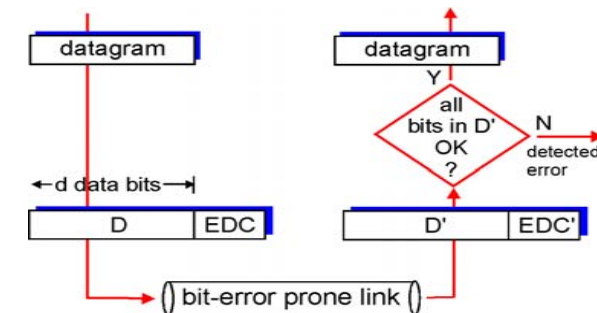 datagram
d data bits
D EDC
bit-error prone link
datagram
Y
all
bits in D'
OK
?
N
detected
error
D' EDC'